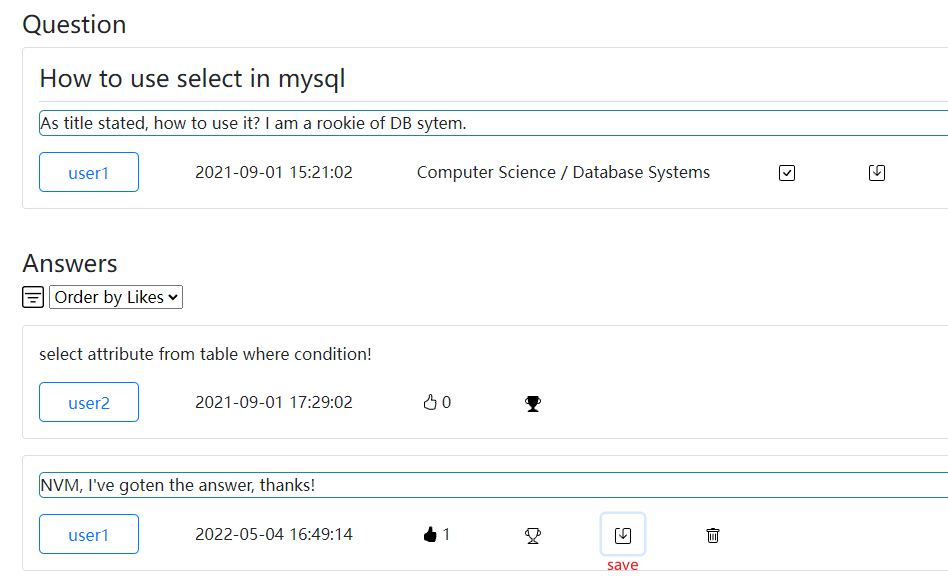 Question
How to use select in mysql
As title stated, how to use it? I am a rookie of DB sytem.
user1 2021-09-01 15:21:02 Computer Science / Database Systems
Answers
Order by Likes
select attribute from table where condition!
user2 2021-09-01 17:29:02 0
NVM, I've goten the answer, thanks!
user1 2022-05-04 16:49:14 1
save